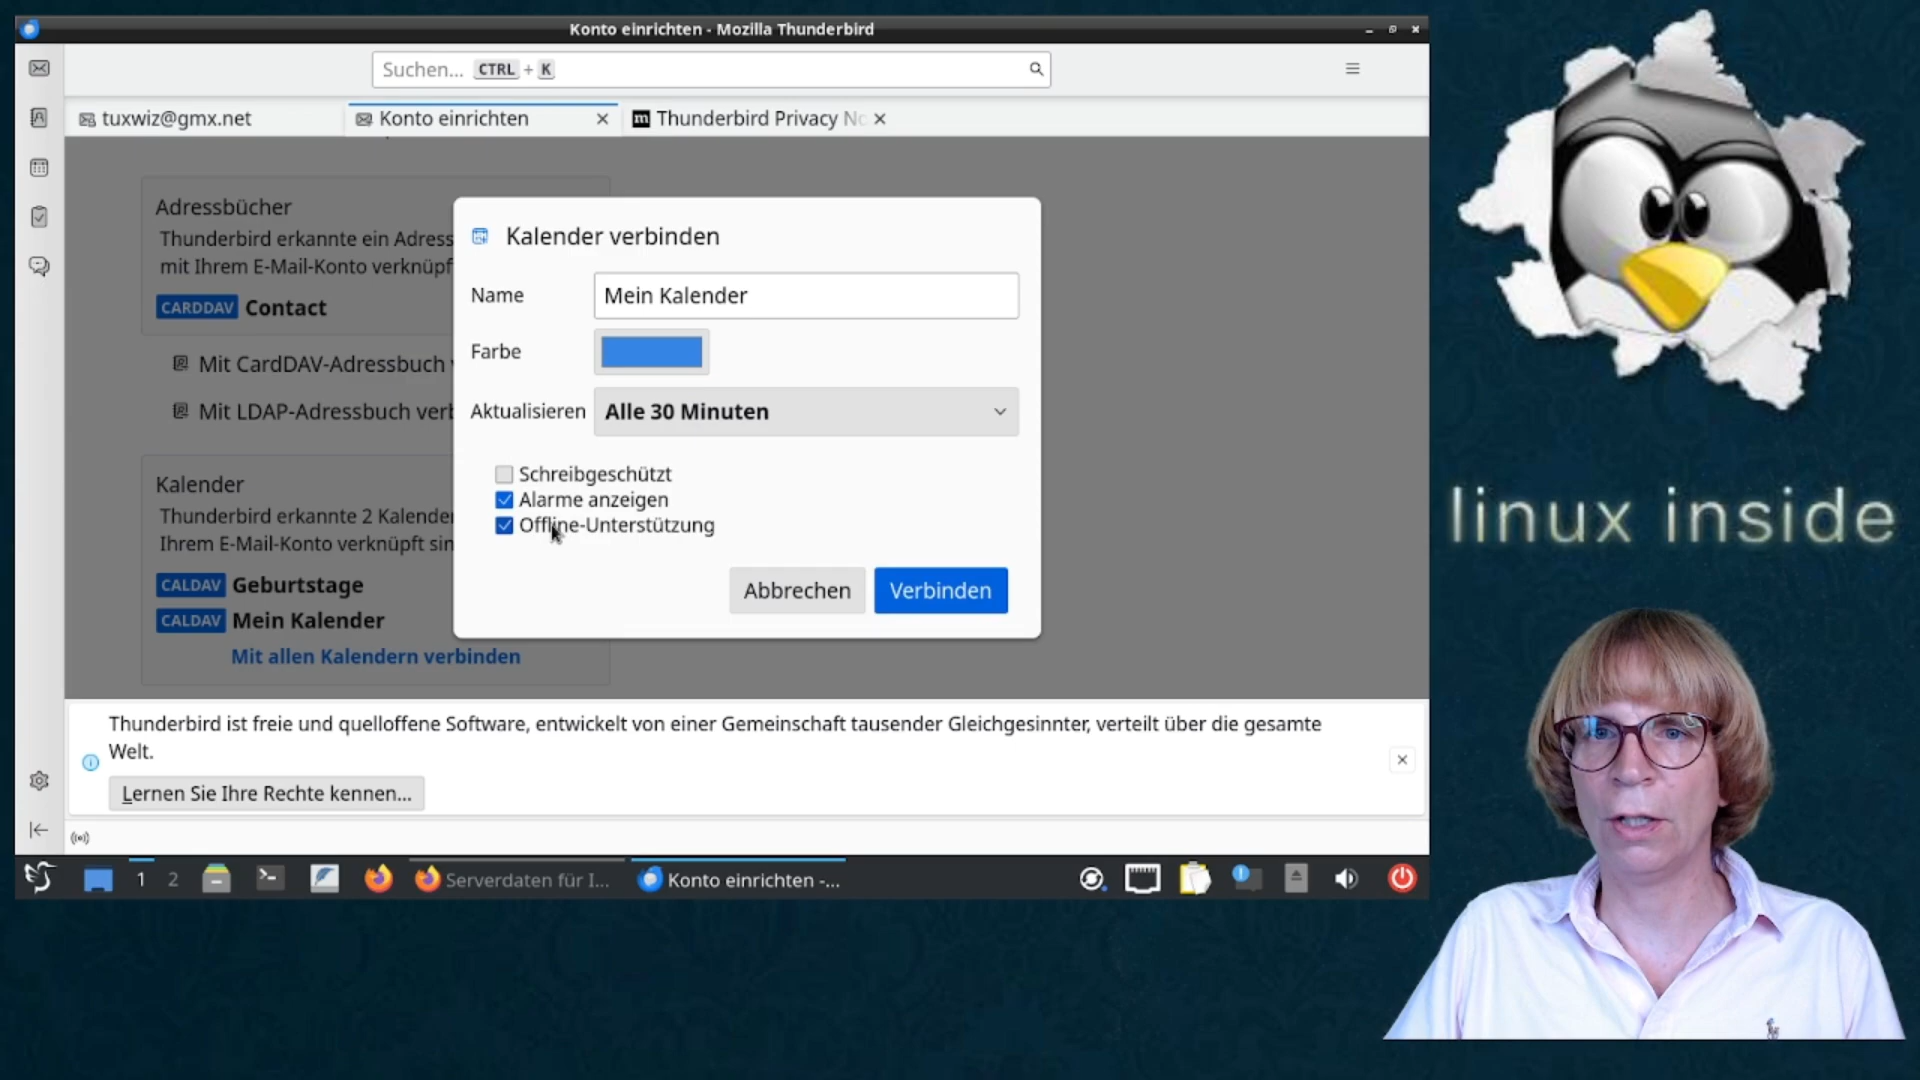 Konto einrichten - Mozilla Thunderbird
Suchen... CTRL + K
tuxwiz@gmx.net
Konto einrichten
Thunderbird Privacy No
Adressbücher
Thunderbird erkannte ein Adress
mit Ihrem E-Mail-Konto verknüpf
CARDDAV Contact
Mit CardDAV-Adressbuch
Mit LDAP-Adressbuch verb
Kalender
Thunderbird erkannte 2 Kalender
Ihrem E-Mail-Konto verknüpft sin
CALDAV Geburtstage
CALDAV Mein Kalender
Mit allen Kalendern verbinden
Kalender verbinden
Name Mein Kalender
Farbe
Aktualisieren Alle 30 Minuten
Schreibgeschützt
Alarme anzeigen
Offline-Unterstützung
Abbrechen Verbinden
Thunderbird ist freie und quelloffene Software, entwickelt von einer Gemeinschaft tausender Gleichgesinnter, verteilt über die gesamte
Welt.
Lernen Sie Ihre Rechte kennen...
1 2 Serverdaten für I... Konto einrichten -...
linux inside